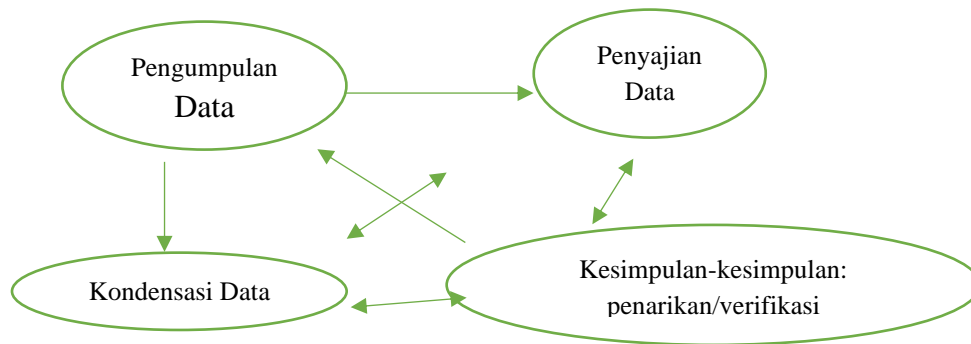 Pengumpulan
Data
Penyajian
Data
Kondensasi Data
Kesimpulan-kesimpulan:
penarikan/verifikasi